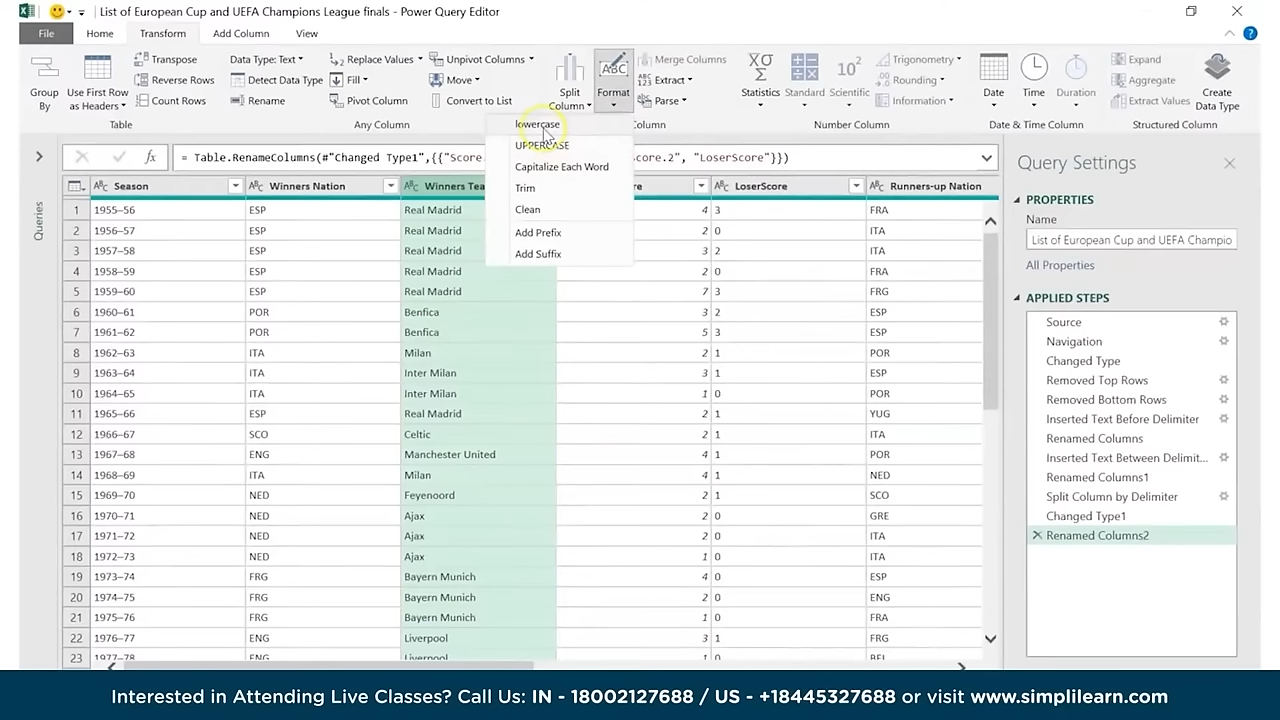 List of European Cup and UEFA Champions League finals - Power Query Editor
File Home Transform Add Column View
Transpose Data Type: Text Replace Values Unpivot Columns Merge Columns Trigonometry Expand
Reverse Rows Detect Data Type Fill Move Extract Rounding Aggregate
Group By Use First Row as Headers Count Rows Rename Pivot Column Convert to List Split Column Format Parse Statistics Standard Scientific Information Date Time Duration Extract Values Create Data Type
Table Any Column Column Number Column Date & Time Column Structured Column
ABC
123
ΧΣσ
10²
lowercase
UPPERCASE
Capitalize Each Word
Trim
Clean
Add Prefix
Add Suffix
fx = Table.RenameColumns(#"Changed Type1",{{"Score. core.2", "LoserScore"}})
Season Winners Nation Winners Tea re LoserScore Runners-up Nation
1 1955–56 ESP Real Madrid 4 3 FRA
2 1956–57 ESP Real Madrid 2 0 ITA
3 1957–58 ESP Real Madrid 3 2 ITA
4 1958–59 ESP Real Madrid 2 0 FRA
5 1959–60 ESP Real Madrid 7 3 FRG
6 1960–61 POR Benfica 3 2 ESP
7 1961–62 POR Benfica 5 3 ESP
8 1962–63 ITA Milan 2 1 POR
9 1963–64 ITA Inter Milan 3 1 ESP
10 1964–65 ITA Inter Milan 1 0 POR
11 1965–66 ESP Real Madrid 2 1 YUG
12 1966–67 SCO Celtic 2 1 ITA
13 1967–68 ENG Manchester United 4 1 POR
14 1968–69 ITA Milan 4 1 NED
15 1969–70 NED Feyenoord 2 1 SCO
16 1970–71 NED Ajax 2 0 GRE
17 1971–72 NED Ajax 2 0 ITA
18 1972–73 NED Ajax 1 0 ITA
19 1973–74 FRG Bayern Munich 4 0 ESP
20 1974–75 FRG Bayern Munich 2 0 ENG
21 1975–76 FRG Bayern Munich 1 0 FRA
22 1976–77 ENG Liverpool 3 1 FRG
23 1977–78 ENG Liverpool 1 0 BEL
Queries
Query Settings
PROPERTIES
Name
List of European Cup and UEFA Champio
All Properties
APPLIED STEPS
Source
Navigation
Changed Type
Removed Top Rows
Removed Bottom Rows
Inserted Text Before Delimiter
Renamed Columns
Inserted Text Between Delimit...
Renamed Columns1
Split Column by Delimiter
Changed Type1
Renamed Columns2
Interested in Attending Live Classes? Call Us: IN - 18002127688 / US - +18445327688 or visit www.simplilearn.com